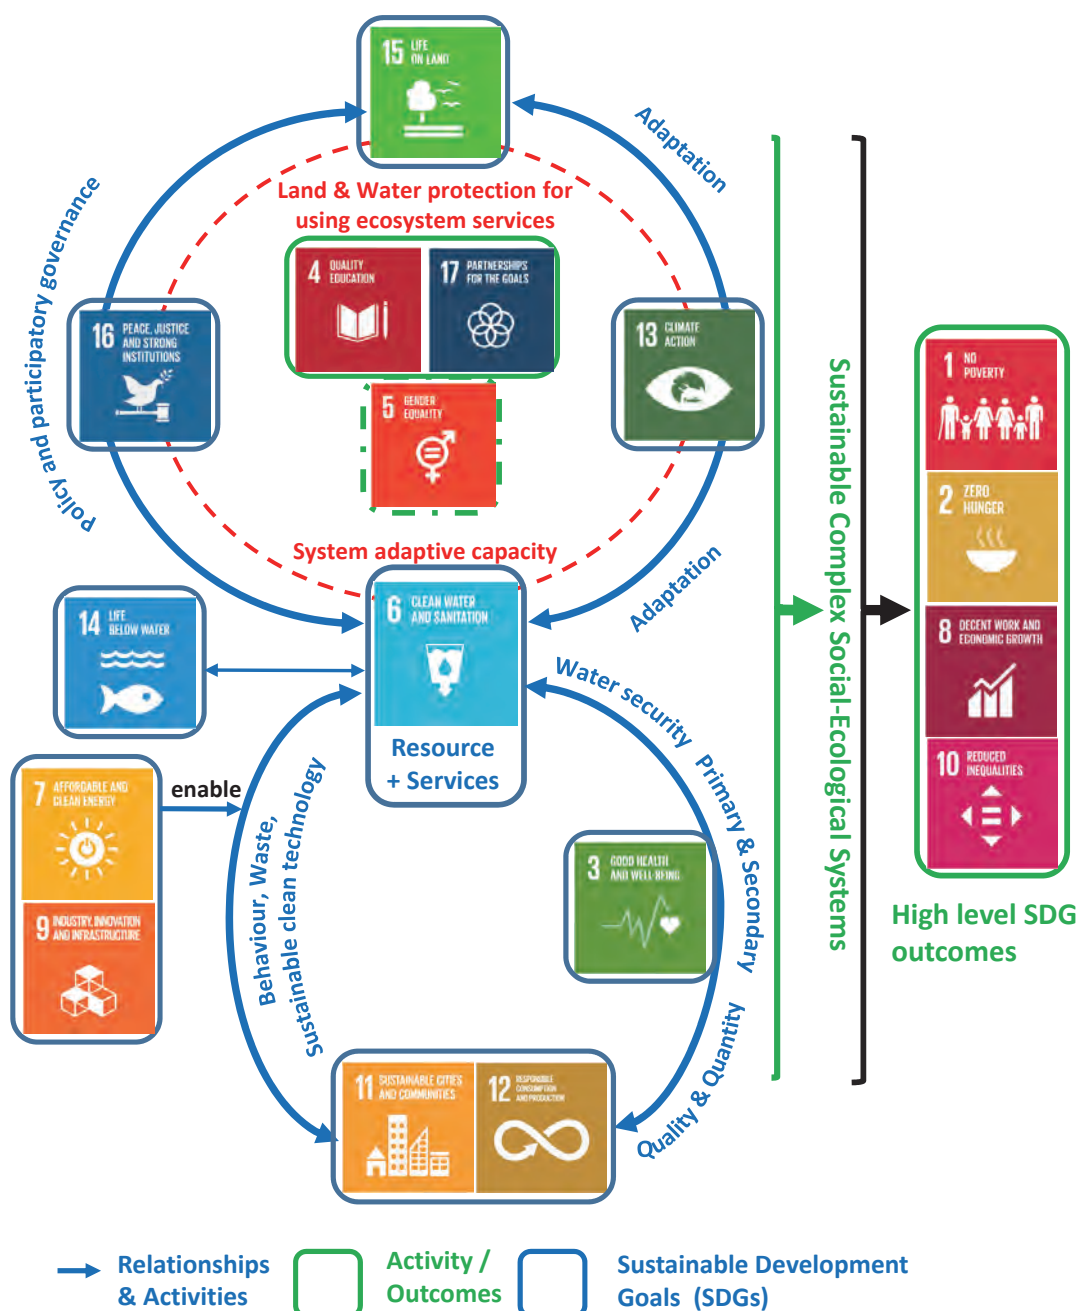 15 LIFE
ON LAND
Adaptation
Policy and participatory governance
Land & Water protection for
using ecosystem services
4 QUALITY
EDUCATION
17 PARTNERSHIPS
FOR THE GOALS
16 PEACE, JUSTICE
AND STRONG
INSTITUTIONS
13 CLIMATE
ACTION
5 GENDER
EQUALITY
System adaptive capacity
Adaptation
6 CLEAN WATER
AND SANITATION
Resource
+ Services
14 LIFE
BELOW WATER
7 AFFORDABLE AND
CLEAN ENERGY
enable
9 INDUSTRY, INNOVATION
AND INFRASTRUCTURE
Behaviour, Waste,
Sustainable clean technology
Water security
Primary & Secondary
Quality & Quantity
3 GOOD HEALTH
AND WELL-BEING
11 SUSTAINABLE CITIES
AND COMMUNITIES
12 RESPONSIBLE
CONSUMPTION
AND PRODUCTION
Sustainable Complex Social-Ecological Systems
1 NO
POVERTY
2 ZERO
HUNGER
8 DECENT WORK AND
ECONOMIC GROWTH
10 REDUCED
INEQUALITIES
High level SDG
outcomes
Relationships
& Activities
Activity /
Outcomes
Sustainable Development
Goals (SDGs)